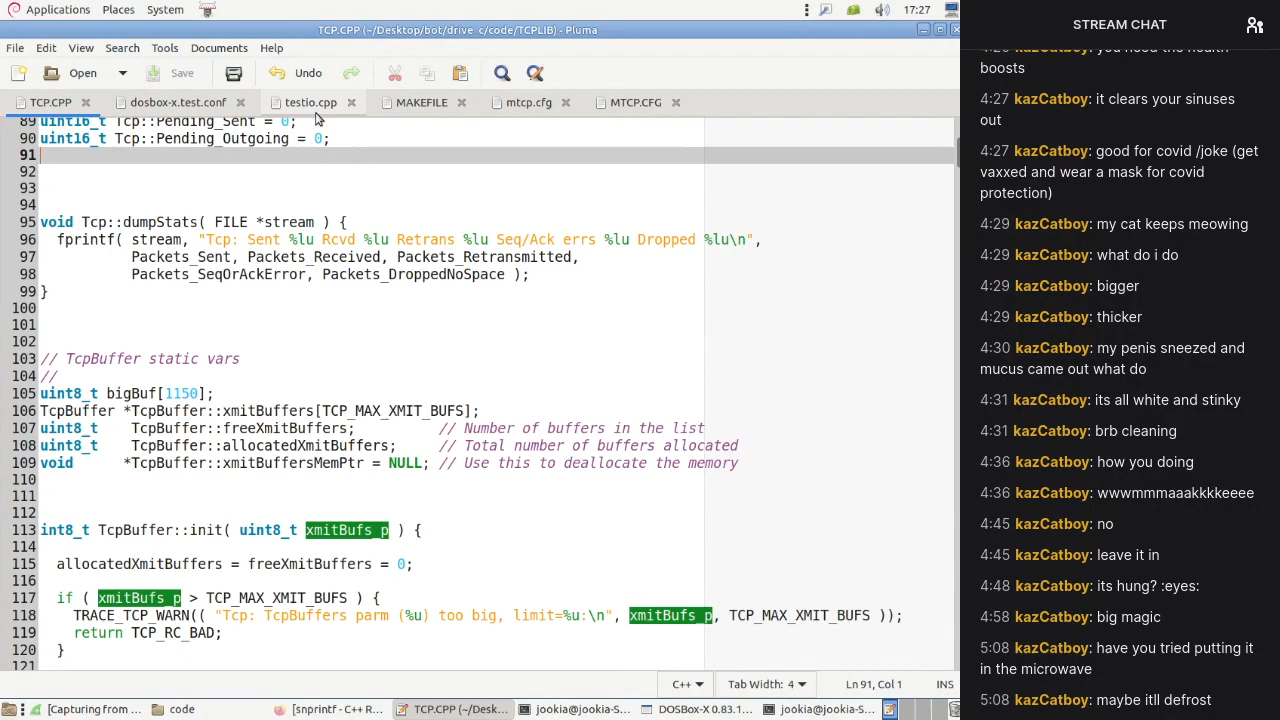 Applications Places System 17:27
TCP.CPP (~/Desktop/bot/drive_c/code/TCPLIB) - Pluma
File Edit View Search Tools Documents Help
Open Save Undo
TCP.CPP dosbox-x.test.conf testio.cpp MAKEFILE mtcp.cfg MTCP.CFG
89 uint16_t Tcp::Pending_Sent = 0;
90 uint16_t Tcp::Pending_Outgoing = 0;
91
92
93
94
95 void Tcp::dumpStats( FILE *stream ) {
96 fprintf( stream, "Tcp: Sent %lu Rcvd %lu Retrans %lu Seq/Ack errs %lu Dropped %lu\n",
97 Packets_Sent, Packets_Received, Packets_Retransmitted,
98 Packets_SeqOrAckError, Packets_DroppedNoSpace );
99 }
100
101
102
103 // TcpBuffer static vars
104 //
105 uint8_t bigBuf[1150];
106 TcpBuffer *TcpBuffer::xmitBuffers[TCP_MAX_XMIT_BUFS];
107 uint8_t TcpBuffer::freeXmitBuffers; // Number of buffers in the list
108 uint8_t TcpBuffer::allocatedXmitBuffers; // Total number of buffers allocated
109 void *TcpBuffer::xmitBuffersMemPtr = NULL; // Use this to deallocate the memory
110
111
112
113 int8_t TcpBuffer::init( uint8_t xmitBufs_p ) {
114
115 allocatedXmitBuffers = freeXmitBuffers = 0;
116
117 if ( xmitBufs_p > TCP_MAX_XMIT_BUFS ) {
118 TRACE_TCP_WARN(( "Tcp: TcpBuffers parm (%u) too big, limit=%u:\n", xmitBufs_p, TCP_MAX_XMIT_BUFS ));
119 return TCP_RC_BAD;
120 }
121
C++ Tab Width: 4 Ln 91, Col 1 INS
[Capturing from ... code [snprintf - C++ R... TCP.CPP (~/Desk... jookia@jookia-S... DOSBox-X 0.83.1... jookia@jookia-S...
STREAM CHAT
boosts
4:27 kazCatboy: it clears your sinuses
out
4:27 kazCatboy: good for covid /joke (get
vaxxed and wear a mask for covid
protection)
4:29 kazCatboy: my cat keeps meowing
4:29 kazCatboy: what do i do
4:29 kazCatboy: bigger
4:29 kazCatboy: thicker
4:30 kazCatboy: my penis sneezed and
mucus came out what do
4:31 kazCatboy: its all white and stinky
4:31 kazCatboy: brb cleaning
4:36 kazCatboy: how you doing
4:36 kazCatboy: wwwmmmaaakkkkeeee
4:45 kazCatboy: no
4:45 kazCatboy: leave it in
4:48 kazCatboy: its hung? :eyes:
4:58 kazCatboy: big magic
5:08 kazCatboy: have you tried putting it
in the microwave
5:08 kazCatboy: maybe itll defrost